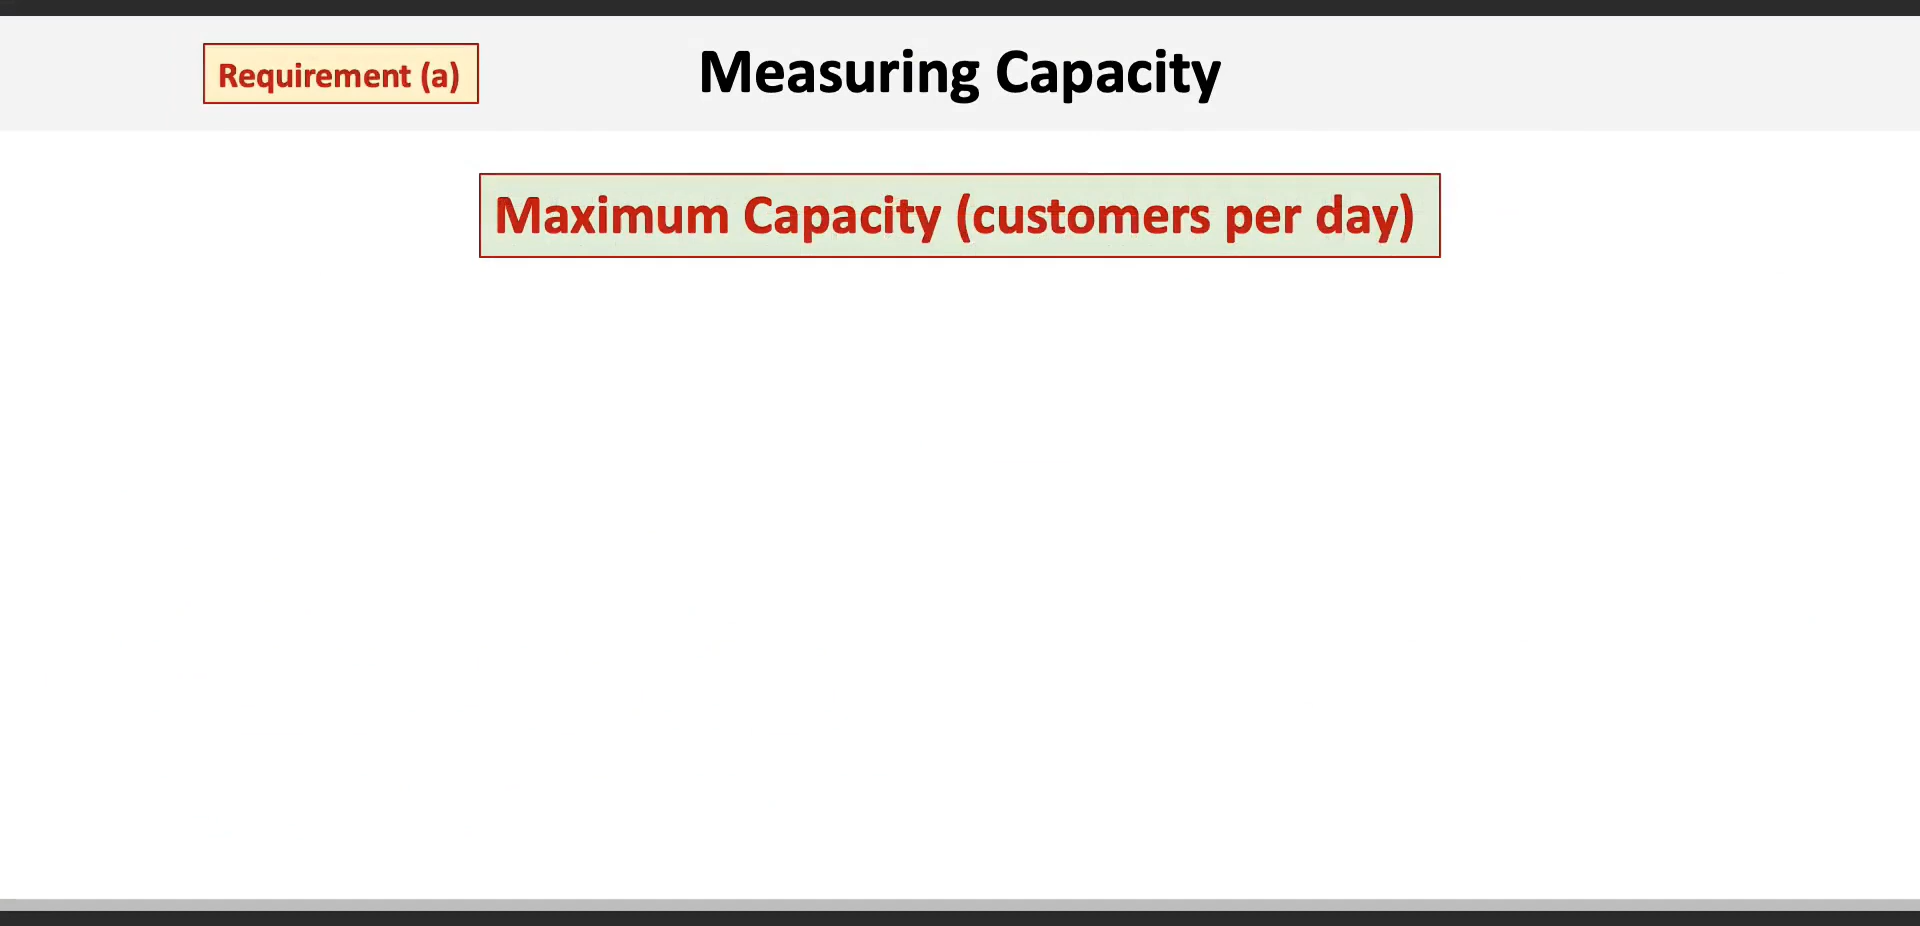 Requirement (a)
Measuring Capacity
Maximum Capacity (customers per day)